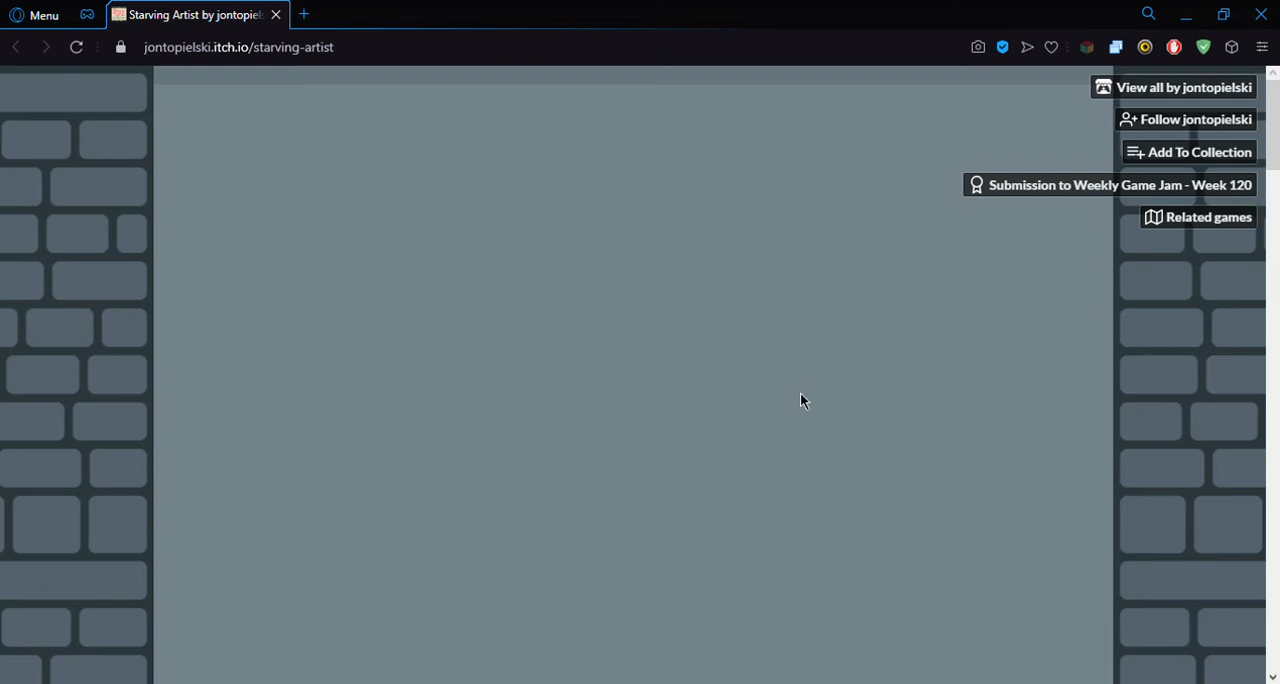 Menu
Starving Artist by jontopiels
jontopielski.itch.io/starving-artist
View all by jontopielski
Follow jontopielski
Add To Collection
Submission to Weekly Game Jam - Week 120
Related games